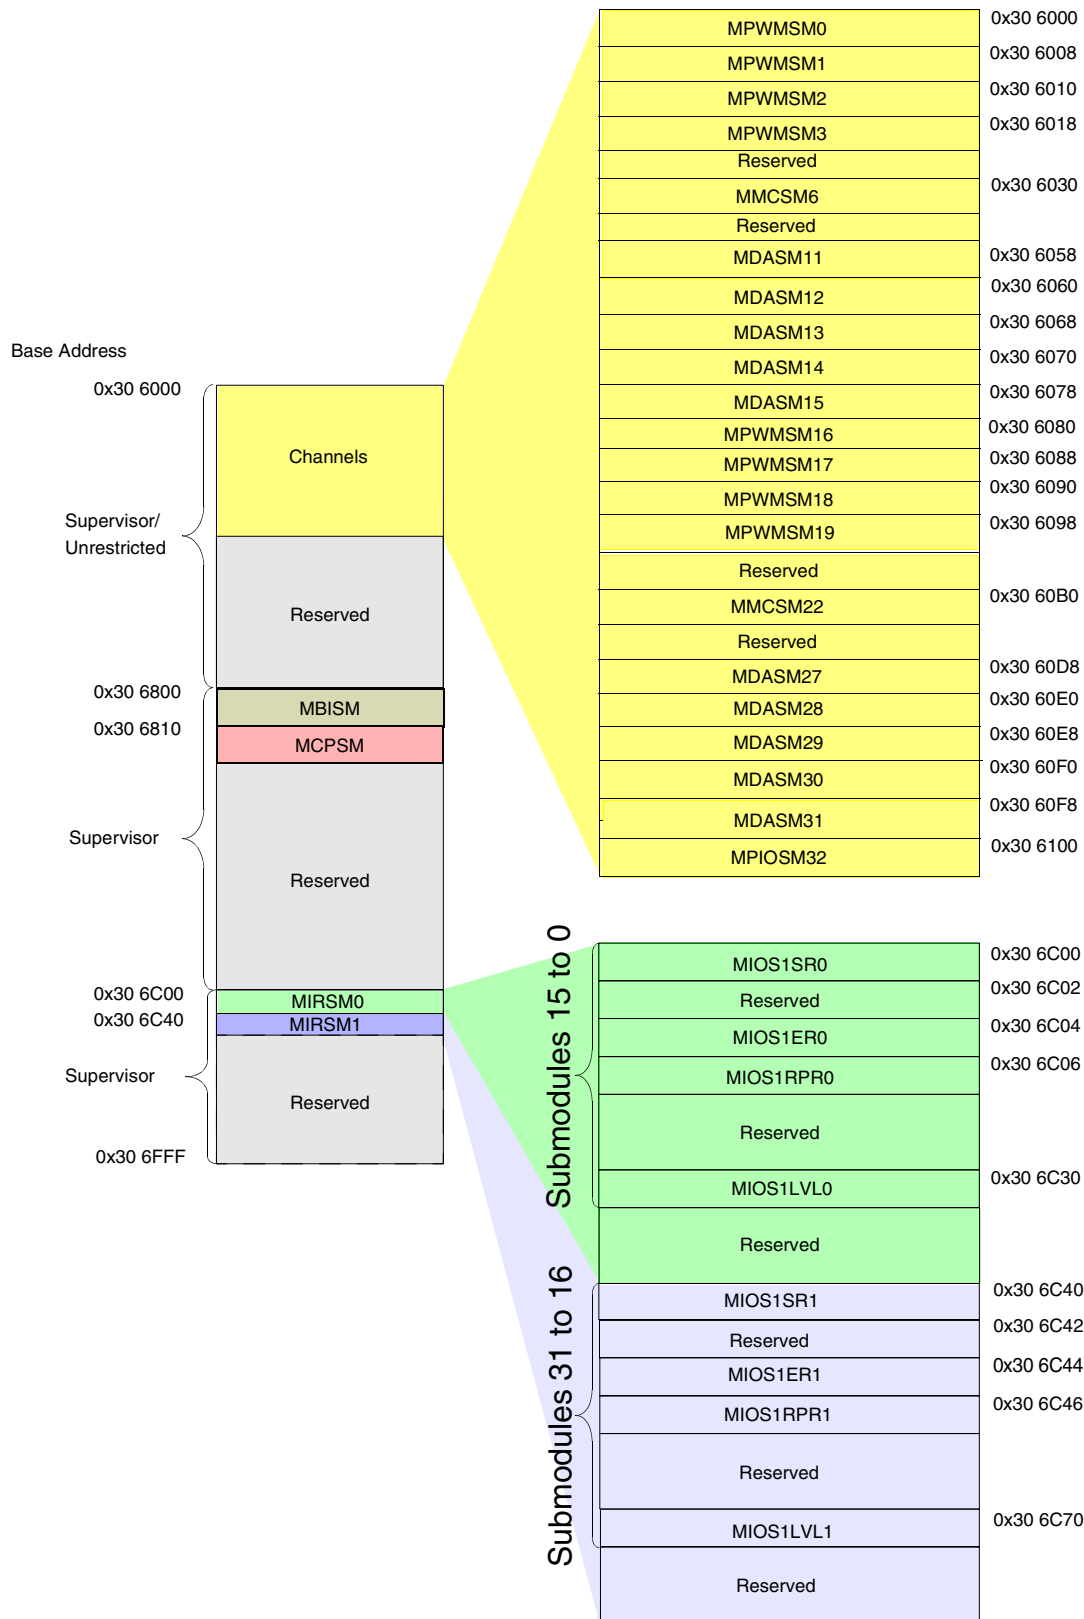 Base Address
0x30 6000
Supervisor/
Unrestricted
Channels
Reserved
0x30 6800
MBISM
0x30 6810
MCPSM
Supervisor
Reserved
0x30 6C00
MIRSM0
0x30 6C40
MIRSM1
Supervisor
Reserved
0x30 6FFF
MPWMSM0
0x30 6000
MPWMSM1
0x30 6008
MPWMSM2
0x30 6010
MPWMSM3
0x30 6018
Reserved
MMCSM6
0x30 6030
Reserved
MDASM11
0x30 6058
MDASM12
0x30 6060
MDASM13
0x30 6068
MDASM14
0x30 6070
MDASM15
0x30 6078
MPWMSM16
0x30 6080
MPWMSM17
0x30 6088
MPWMSM18
0x30 6090
MPWMSM19
0x30 6098
Reserved
MMCSM22
0x30 60B0
Reserved
MDASM27
0x30 60D8
MDASM28
0x30 60E0
MDASM29
0x30 60E8
MDASM30
0x30 60F0
MDASM31
0x30 60F8
MPIOSM32
0x30 6100
Submodules 15 to 0
MIOS1SR0
0x30 6C00
Reserved
0x30 6C02
MIOS1ER0
0x30 6C04
MIOS1RPR0
0x30 6C06
Reserved
MIOS1LVL0
0x30 6C30
Reserved
Submodules 31 to 16
MIOS1SR1
0x30 6C40
Reserved
0x30 6C42
MIOS1ER1
0x30 6C44
MIOS1RPR1
0x30 6C46
Reserved
MIOS1LVL1
0x30 6C70
Reserved